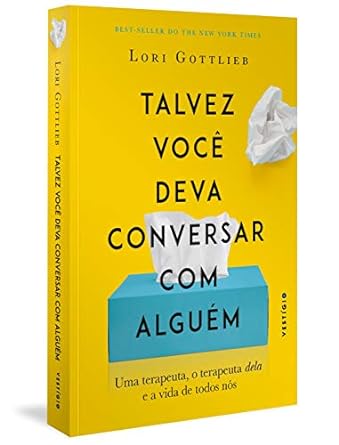 BEST-SELLER DO THE NEW YORK TIMES
LORI GOTTLIEB
TALVEZ
VOCÊ
DEVA
CONVERSAR
COM
ALGUÉM
Uma terapeuta, o terapeuta dela
e a vida de todos nós
VESTÍGIO
LORI GOTTLIEB
TALVEZ VOCÊ DEVA CONVERSAR COM ALGUÉM
VESTÍGIO